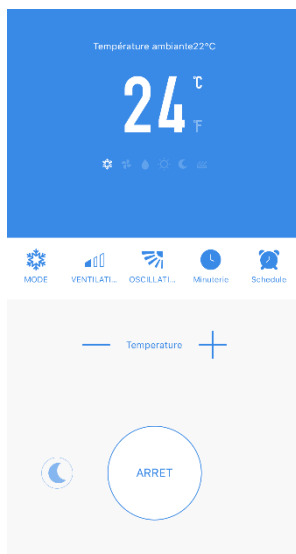 Température ambiante22°C
24 °C
°F
MODE VENTILATI... OSCILLATI... Minuterie Schedule
Temperature
ARRET